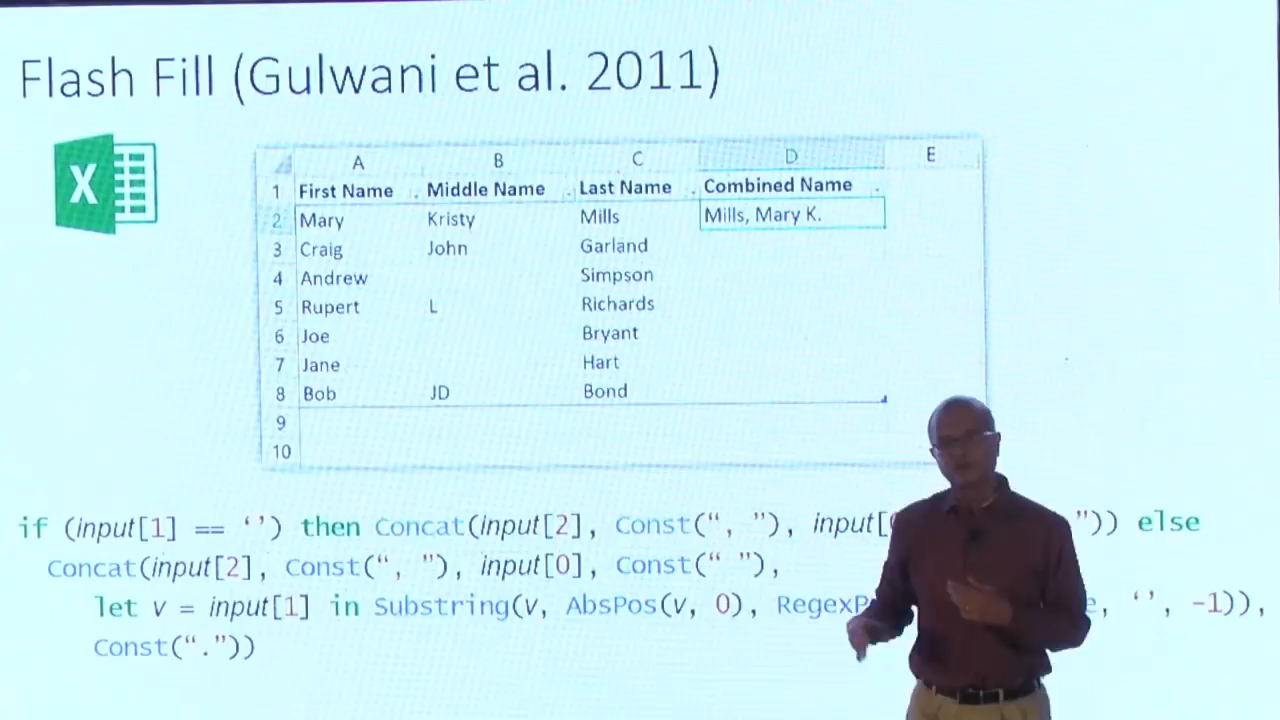 Flash Fill (Gulwani et al. 2011)
X
A B C D E
1 First Name Middle Name Last Name Combined Name
2 Mary Kristy Mills Mills, Mary K.
3 Craig John Garland
4 Andrew Simpson
5 Rupert L Richards
6 Joe Bryant
7 Jane Hart
8 Bob JD Bond
9
10
if (input[1] == ‘’) then Concat(input[2], Const(“, ”), input[ ”)) else
Concat(input[2], Const(“, ”), input[0], Const(“ ”),
let v = input[1] in Substring(v, AbsPos(v, 0), , ‘’, -1)),
Const(“.”))